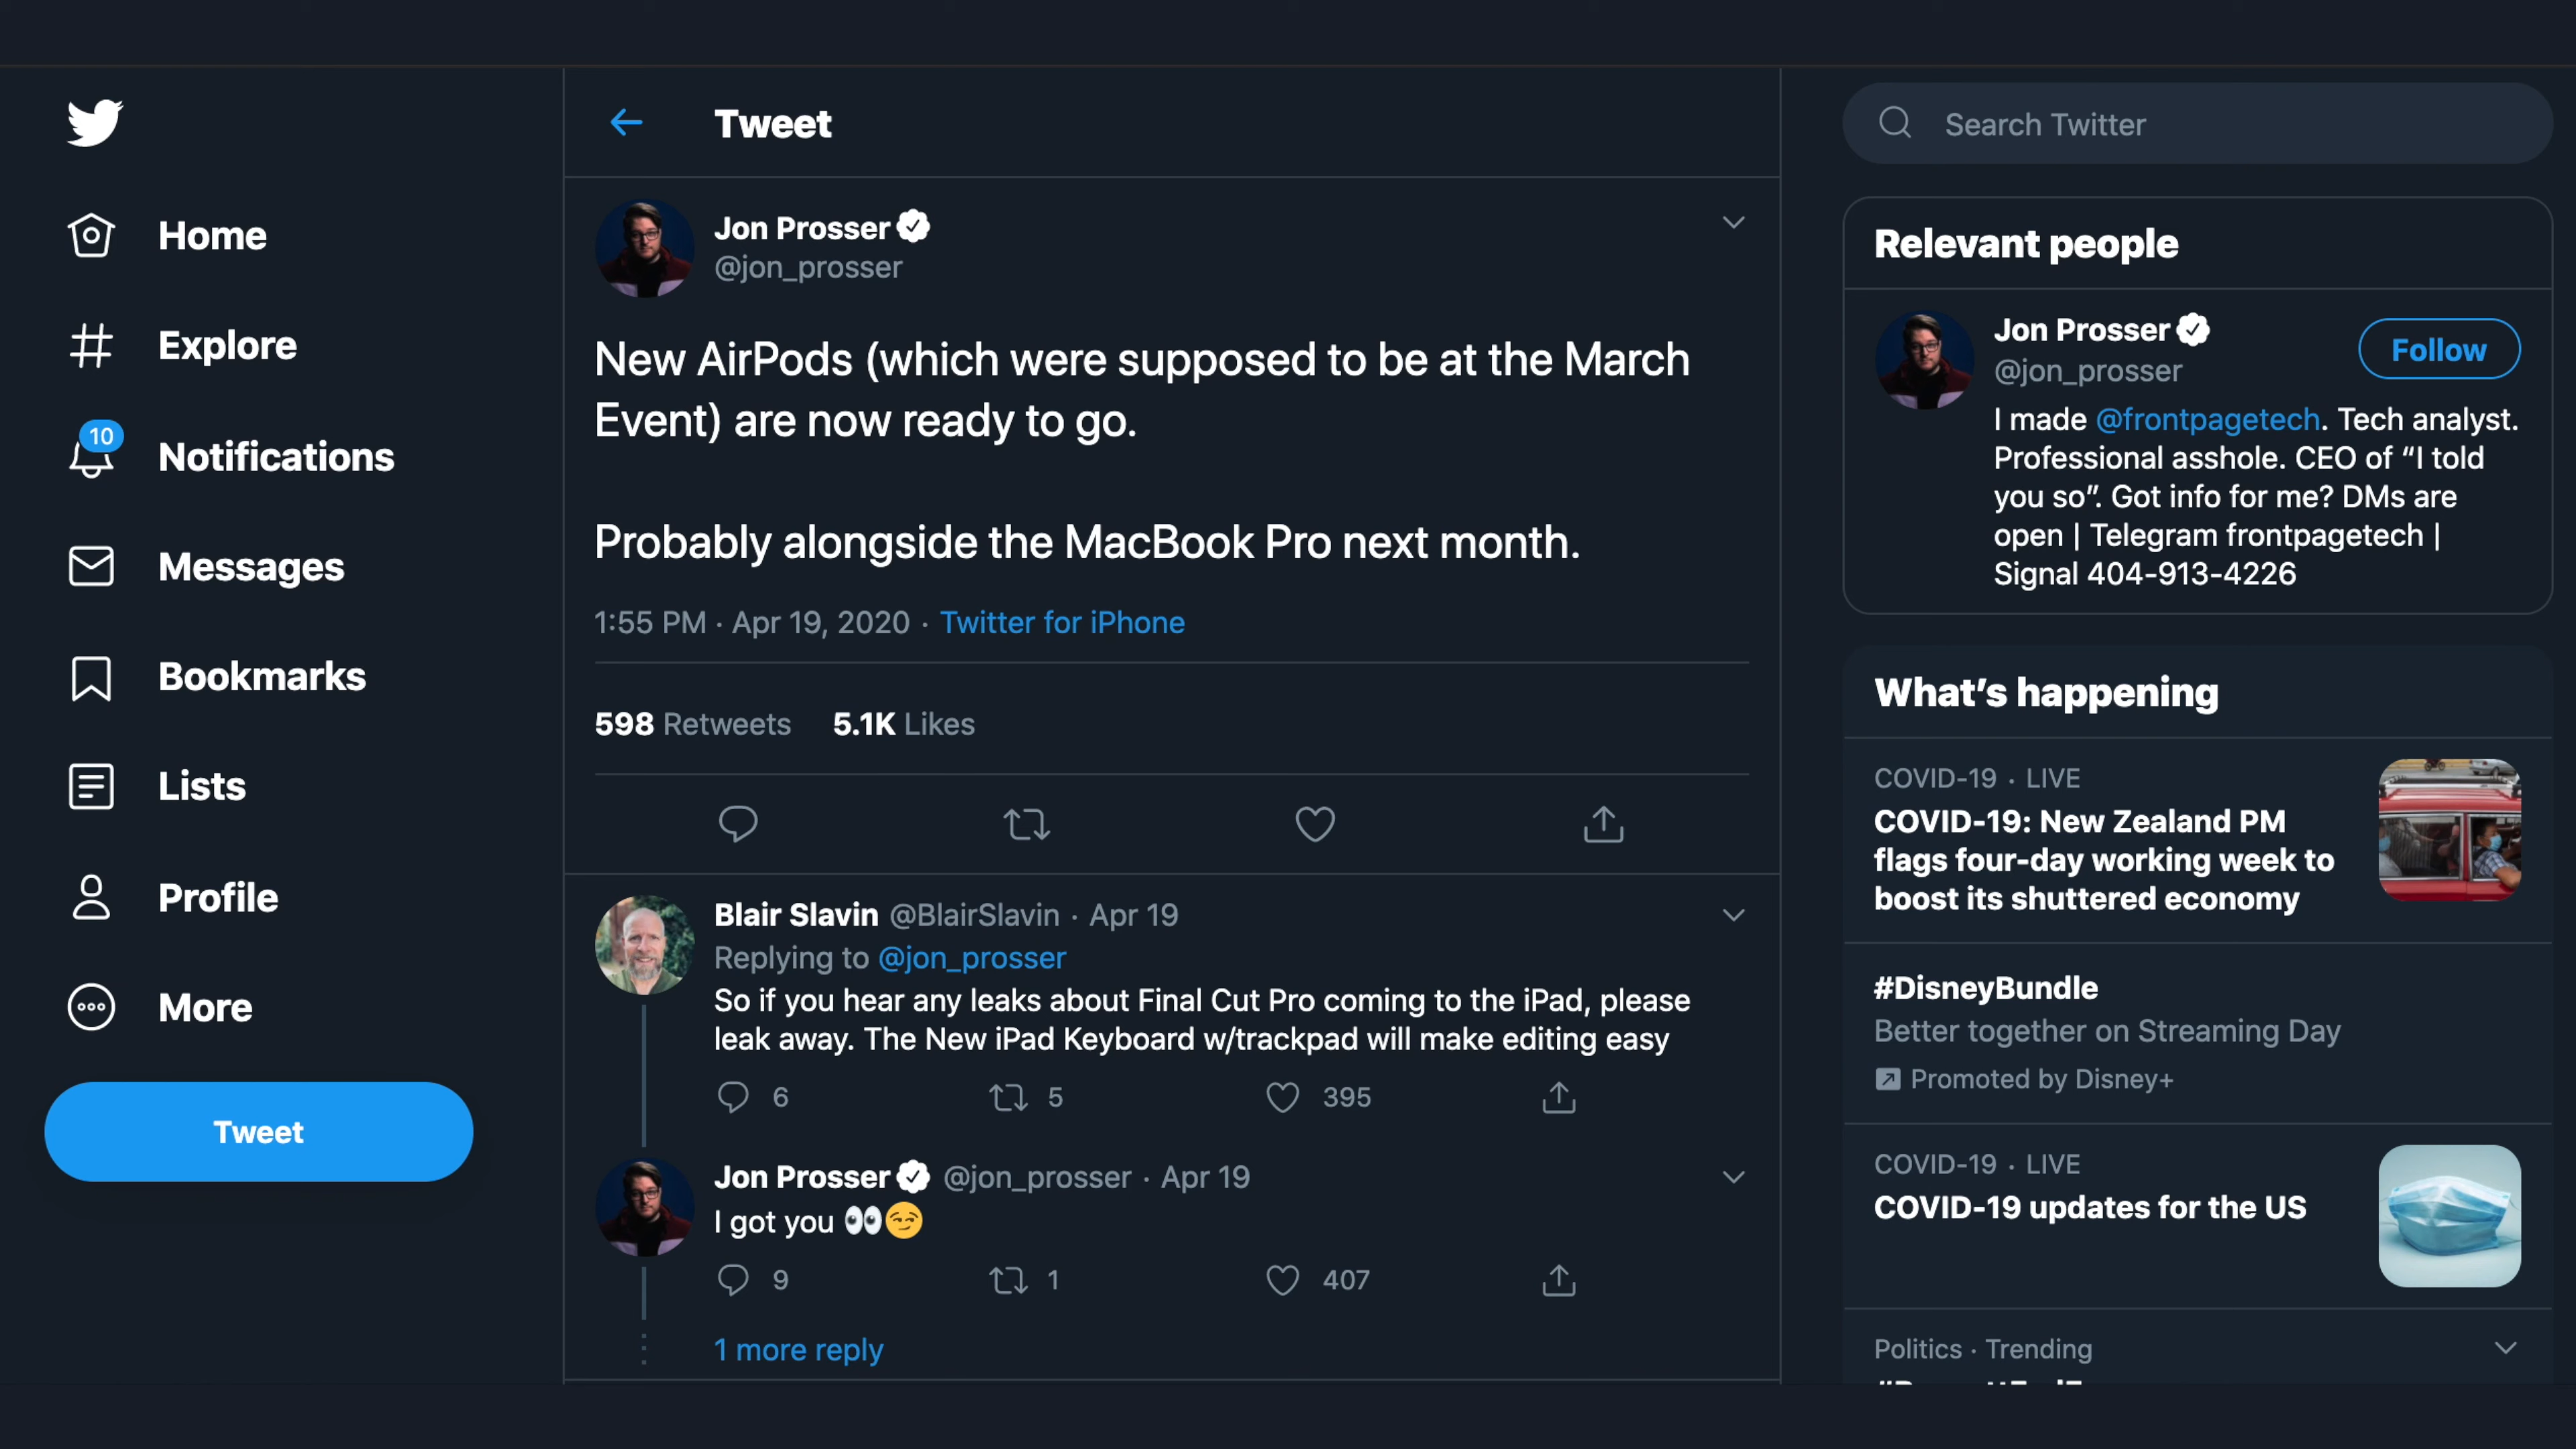 Home
Explore
10
Notifications
Messages
Bookmarks
Lists
Profile
More
Tweet
Tweet
Jon Prosser
@jon_prosser
New AirPods (which were supposed to be at the March
Event) are now ready to go.
Probably alongside the MacBook Pro next month.
1:55 PM · Apr 19, 2020 · Twitter for iPhone
598 Retweets 5.1K Likes
Blair Slavin @BlairSlavin · Apr 19
Replying to @jon_prosser
So if you hear any leaks about Final Cut Pro coming to the iPad, please
leak away. The New iPad Keyboard w/trackpad will make editing easy
6 5 395
Jon Prosser @jon_prosser · Apr 19
I got you 👀😏
9 1 407
1 more reply
Search Twitter
Relevant people
Jon Prosser
@jon_prosser
Follow
I made @frontpagetech. Tech analyst.
Professional asshole. CEO of “I told
you so”. Got info for me? DMs are
open | Telegram frontpagetech |
Signal 404-913-4226
What’s happening
COVID-19 · LIVE
COVID-19: New Zealand PM
flags four-day working week to
boost its shuttered economy
#DisneyBundle
Better together on Streaming Day
Promoted by Disney+
COVID-19 · LIVE
COVID-19 updates for the US
Politics · Trending